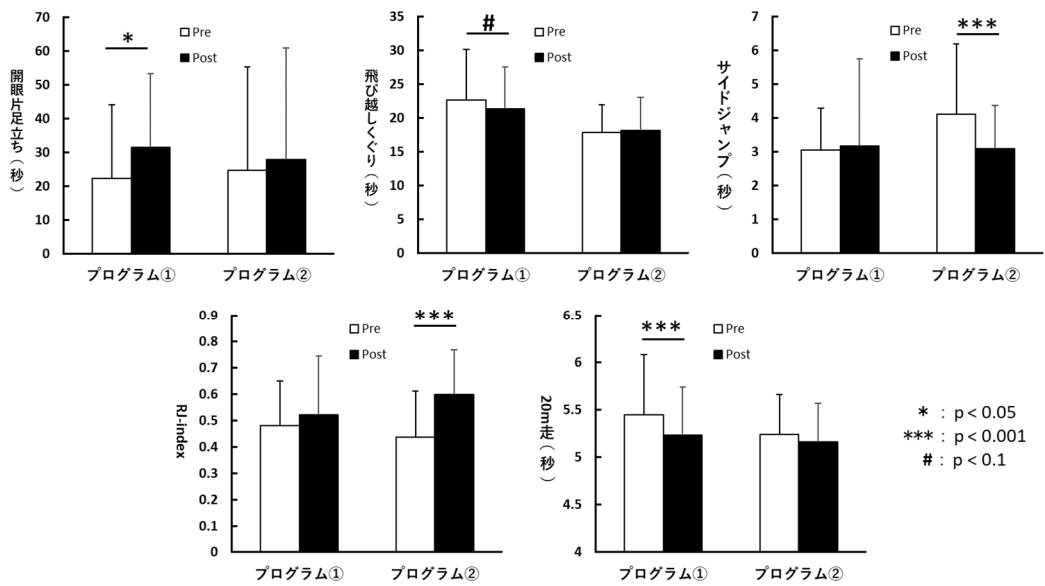 開眼片足立ち（秒）
70
60
50
40
30
20
10
0
*
Pre
Post
プログラム①
プログラム②
飛び越しくぐり（秒）
35
30
25
20
15
10
5
0
#
Pre
Post
プログラム①
プログラム②
サイドジャンプ（秒）
7
6
5
4
3
2
1
0
***
Pre
Post
プログラム①
プログラム②
RJ-index
0.9
0.8
0.7
0.6
0.5
0.4
0.3
0.2
0.1
0
***
Pre
Post
プログラム①
プログラム②
20m走（秒）
6.5
6
5.5
5
4.5
4
***
Pre
Post
プログラム①
プログラム②
* : p < 0.05
*** : p < 0.001
# : p < 0.1